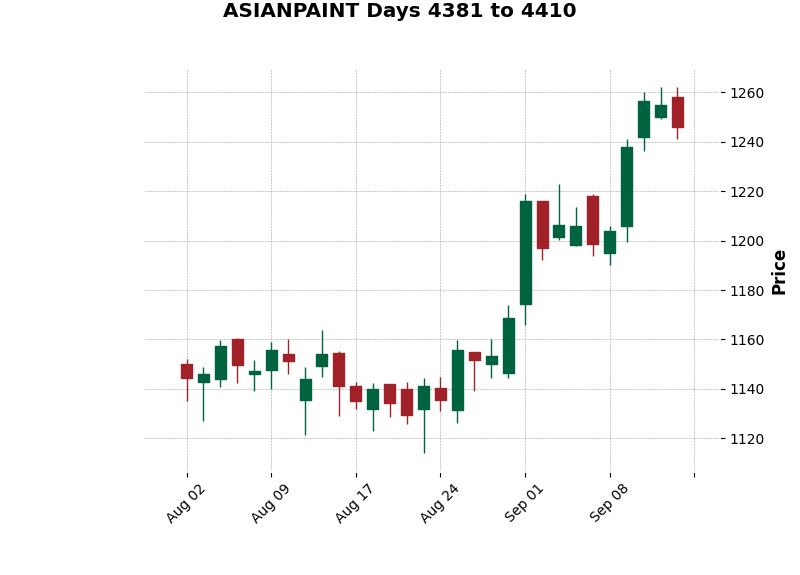 ASIANPAINT Days 4381 to 4410
1260
1240
1220
1200
1180
1160
1140
1120
Price
Aug 02
Aug 09
Aug 17
Aug 24
Sep 01
Sep 08